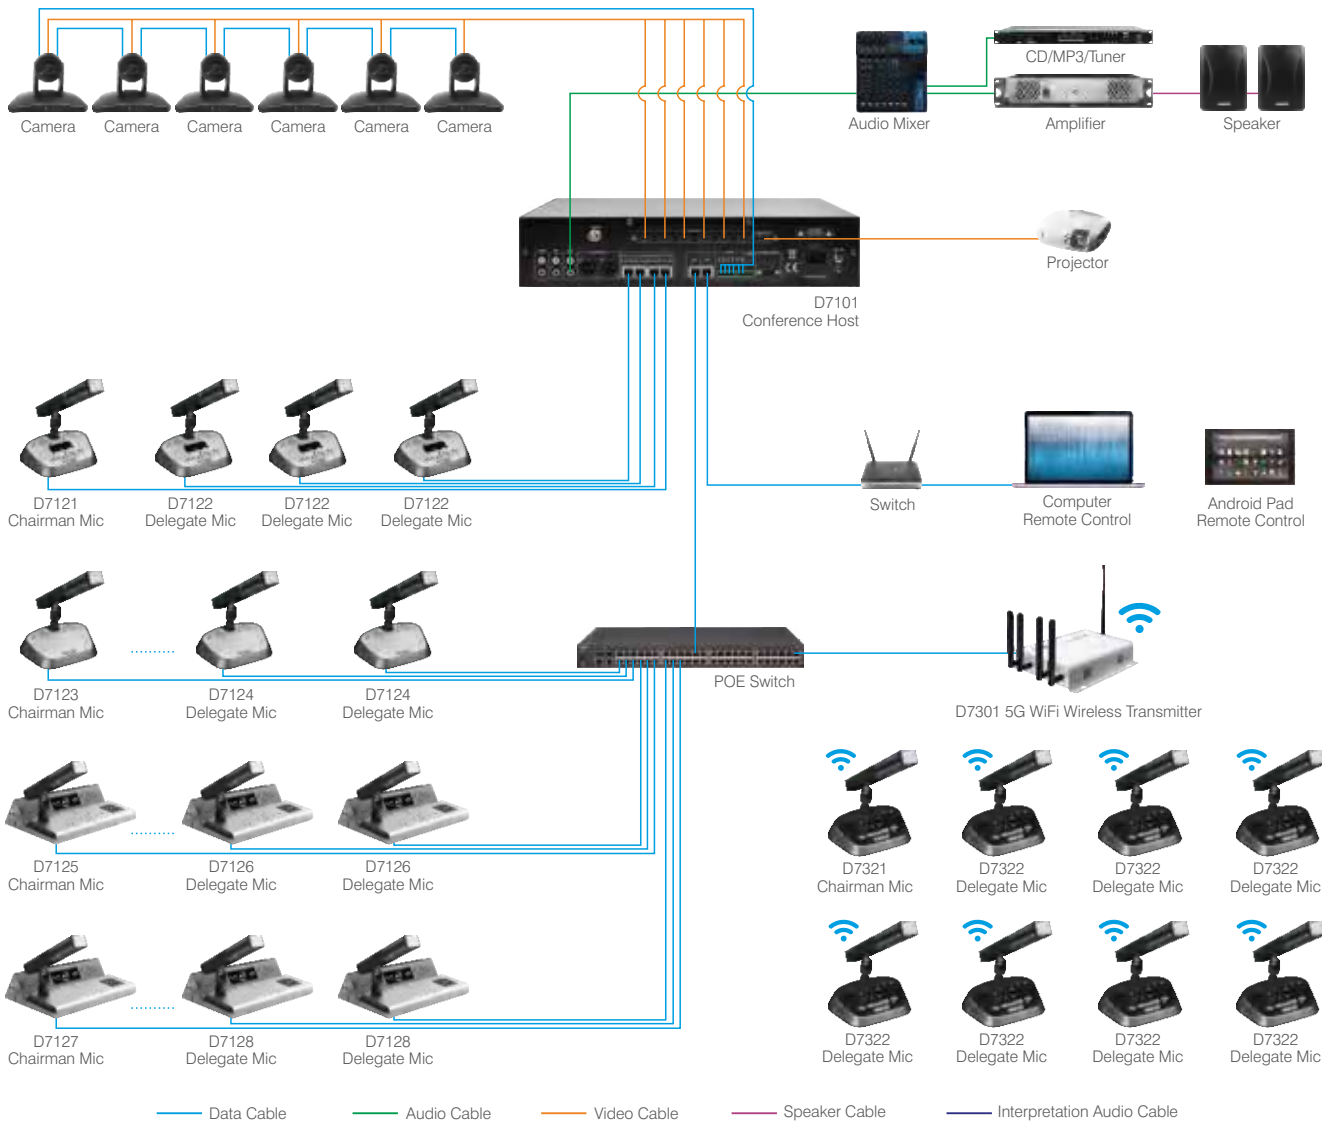 CD/MP3/Tuner
Camera
Camera
Camera
Camera
Camera
Camera
Audio Mixer
Amplifier
Speaker
Projector
D7101
Conference Host
D7121
Chairman Mic
D7122
Delegate Mic
D7122
Delegate Mic
D7122
Delegate Mic
Switch
Computer
Remote Control
Android Pad
Remote Control
D7123
Chairman Mic
D7124
Delegate Mic
D7124
Delegate Mic
POE Switch
D7301 5G WiFi Wireless Transmitter
D7125
Chairman Mic
D7126
Delegate Mic
D7126
Delegate Mic
D7321
Chairman Mic
D7322
Delegate Mic
D7322
Delegate Mic
D7322
Delegate Mic
D7127
Chairman Mic
D7128
Delegate Mic
D7128
Delegate Mic
D7322
Delegate Mic
D7322
Delegate Mic
D7322
Delegate Mic
D7322
Delegate Mic
Data Cable
Audio Cable
Video Cable
Speaker Cable
Interpretation Audio Cable